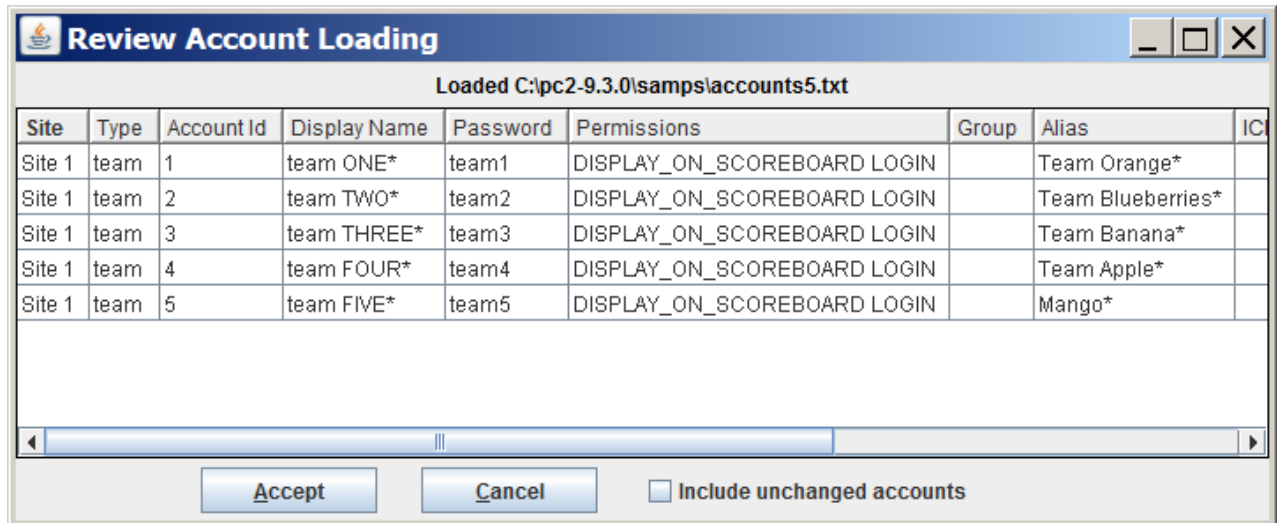 Review Account Loading
Loaded C:\pc2-9.3.0\samps\accounts5.txt
Site Type Account Id Display Name Password Permissions Group Alias
Site 1 team 1 team ONE* team1 DISPLAY_ON_SCOREBOARD LOGIN Team Orange*
Site 1 team 2 team TWO* team2 DISPLAY_ON_SCOREBOARD LOGIN Team Blueberries*
Site 1 team 3 team THREE* team3 DISPLAY_ON_SCOREBOARD LOGIN Team Banana*
Site 1 team 4 team FOUR* team4 DISPLAY_ON_SCOREBOARD LOGIN Team Apple*
Site 1 team 5 team FIVE* team5 DISPLAY_ON_SCOREBOARD LOGIN Mango*
Accept Cancel Include unchanged accounts